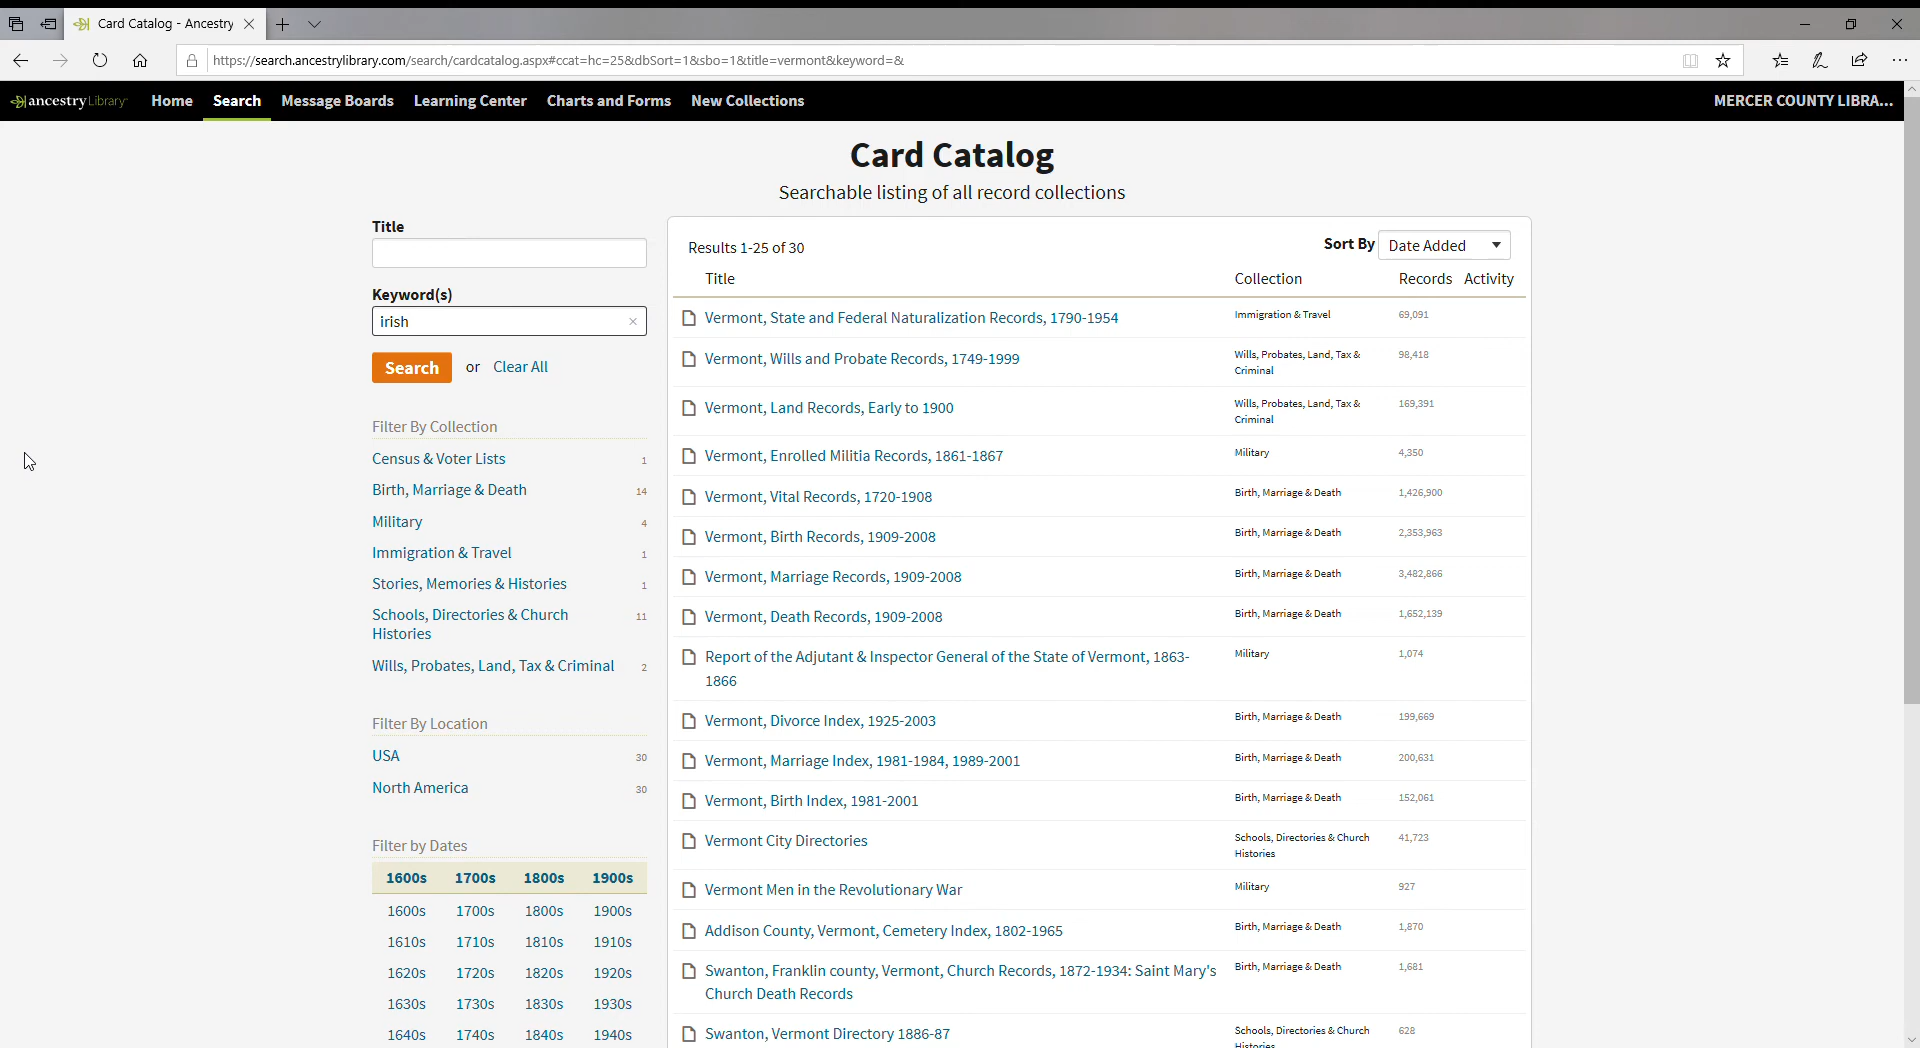 Card Catalog - Ancestry
https://search.ancestrylibrary.com/search/cardcatalog.aspx#ccat=hc=25&dbSort=1&sbo=1&title=vermont&keyword=&
ancestryLibrary Home Search Message Boards Learning Center Charts and Forms New Collections MERCER COUNTY LIBRA...
Card Catalog
Searchable listing of all record collections
Title
Keyword(s)
irish
Search or Clear All
Filter By Collection
Census & Voter Lists 1
Birth, Marriage & Death 14
Military 4
Immigration & Travel 1
Stories, Memories & Histories 1
Schools, Directories & Church 11
Histories
Wills, Probates, Land, Tax & Criminal 2
Filter By Location
USA 30
North America 30
Filter by Dates
1600s 1700s 1800s 1900s
1600s 1700s 1800s 1900s
1610s 1710s 1810s 1910s
1620s 1720s 1820s 1920s
1630s 1730s 1830s 1930s
1640s 1740s 1840s 1940s
Results 1-25 of 30 Sort By Date Added
Title Collection Records Activity
Vermont, State and Federal Naturalization Records, 1790-1954 Immigration & Travel 69,091
Vermont, Wills and Probate Records, 1749-1999 Wills, Probates, Land, Tax & 98,418
Criminal
Vermont, Land Records, Early to 1900 Wills, Probates, Land, Tax & 169,391
Criminal
Vermont, Enrolled Militia Records, 1861-1867 Military 4,350
Vermont, Vital Records, 1720-1908 Birth, Marriage & Death 1,426,900
Vermont, Birth Records, 1909-2008 Birth, Marriage & Death 2,353,963
Vermont, Marriage Records, 1909-2008 Birth, Marriage & Death 3,482,866
Vermont, Death Records, 1909-2008 Birth, Marriage & Death 1,652,139
Report of the Adjutant & Inspector General of the State of Vermont, 1863- Military 1,074
1866
Vermont, Divorce Index, 1925-2003 Birth, Marriage & Death 199,669
Vermont, Marriage Index, 1981-1984, 1989-2001 Birth, Marriage & Death 200,631
Vermont, Birth Index, 1981-2001 Birth, Marriage & Death 152,061
Vermont City Directories Schools, Directories & Church 41,723
Histories
Vermont Men in the Revolutionary War Military 927
Addison County, Vermont, Cemetery Index, 1802-1965 Birth, Marriage & Death 1,870
Swanton, Franklin county, Vermont, Church Records, 1872-1934: Saint Mary's Birth, Marriage & Death 1,681
Church Death Records
Swanton, Vermont Directory 1886-87 Schools, Directories & Church 628
Histories